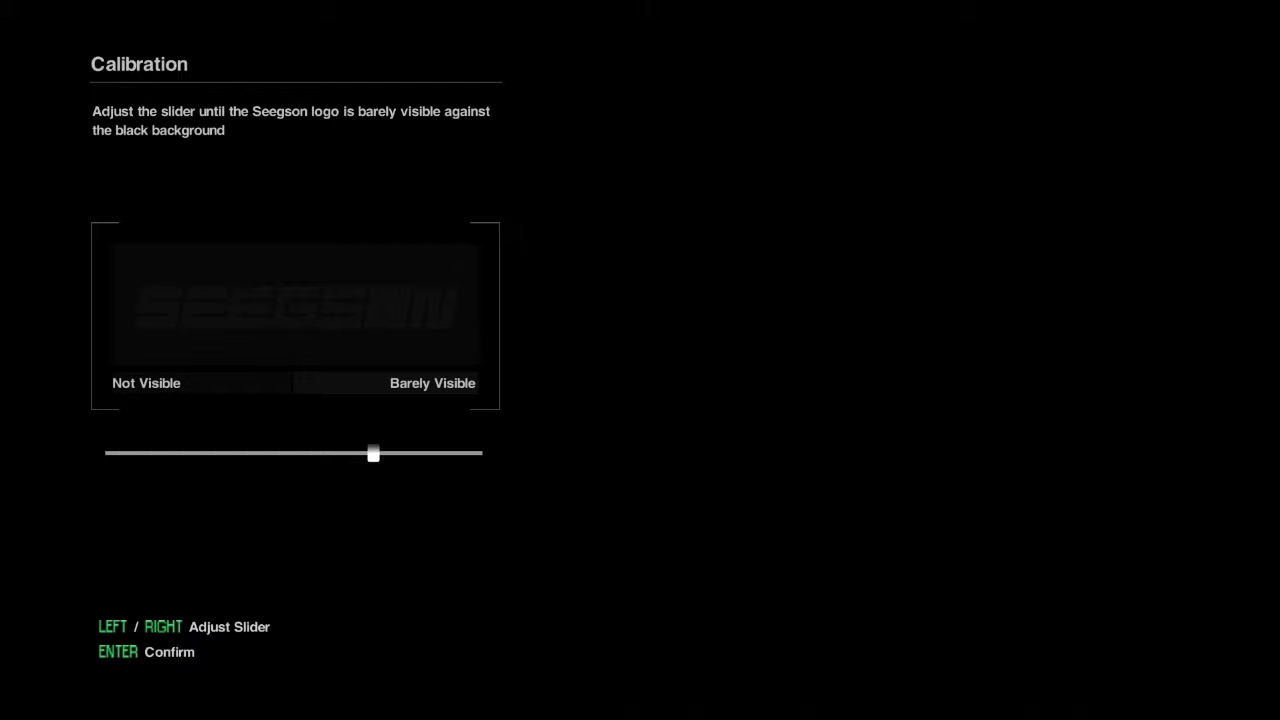 Calibration
Adjust the slider until the Seegson logo is barely visible against
the black background
SEEGSON
Not Visible
Barely Visible
LEFT / RIGHT Adjust Slider
ENTER Confirm